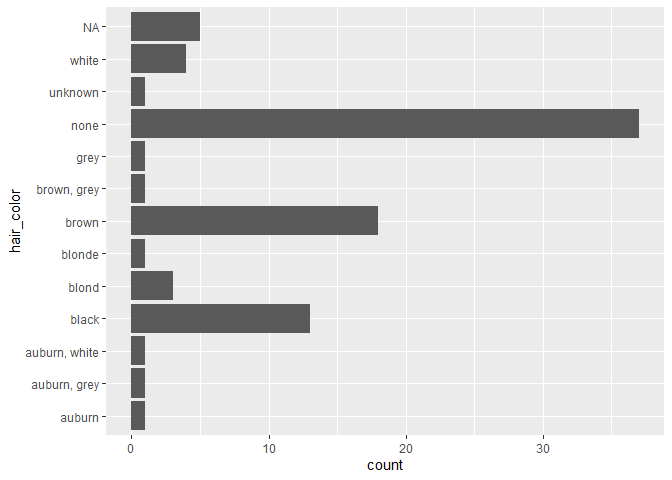 NA
white
unknown
none
grey
brown, grey
brown
blonde
blond
black
auburn, white
auburn, grey
auburn
hair_color
0 10 20 30
count